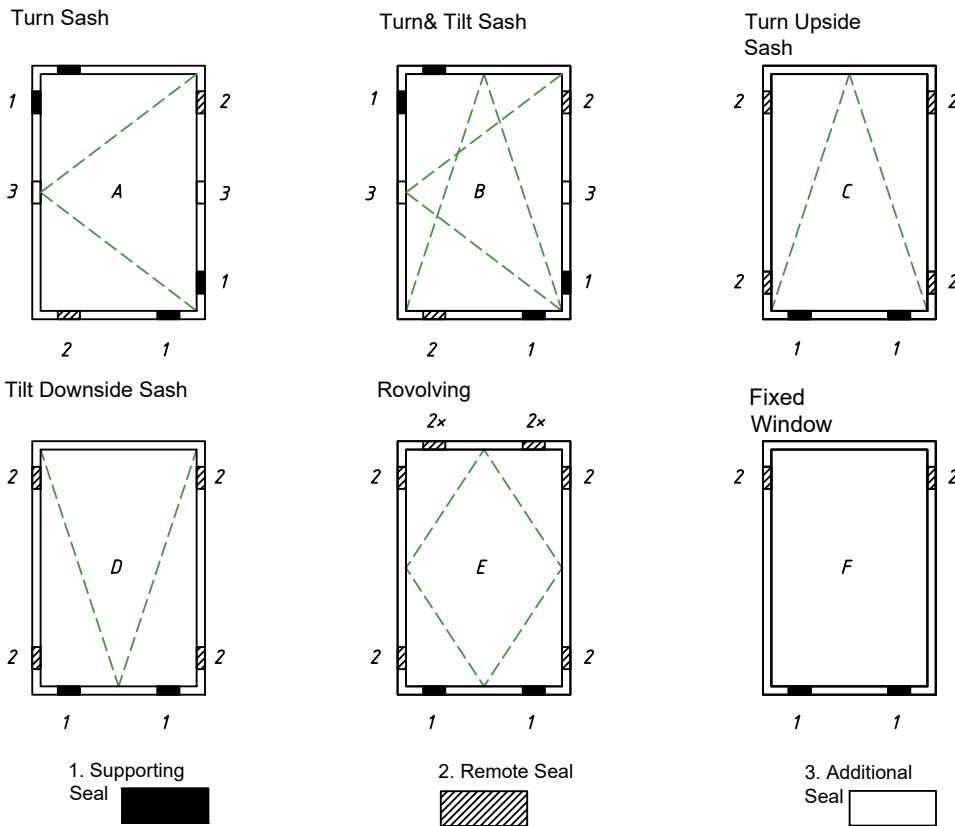 Turn Sash
Turn& Tilt Sash
Turn Upside
Sash
1 2
3 A 3
1
2 1
1 2
3 B 3
1
2 1
2 2
C
2 2
1 1
Tilt Downside Sash
Rovolving
Fixed
Window
2 2
D
2 2
1 1
2× 2×
2 2
E
2 2
1 1
2 2
F
1 1
1. Supporting
Seal
2. Remote Seal
3. Additional
Seal